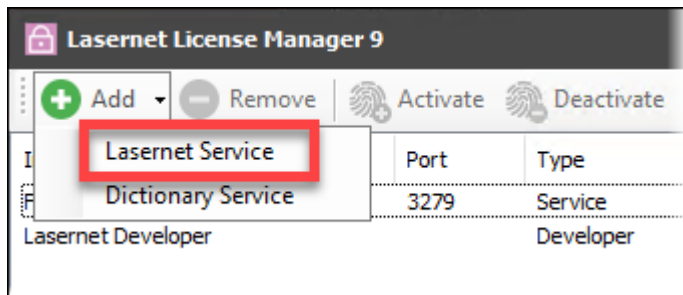 Lasernet License Manager 9
Add Remove Activate Deactivate
Lasernet Service
Port Type
Dictionary Service
3279 Service
Lasernet Developer Developer